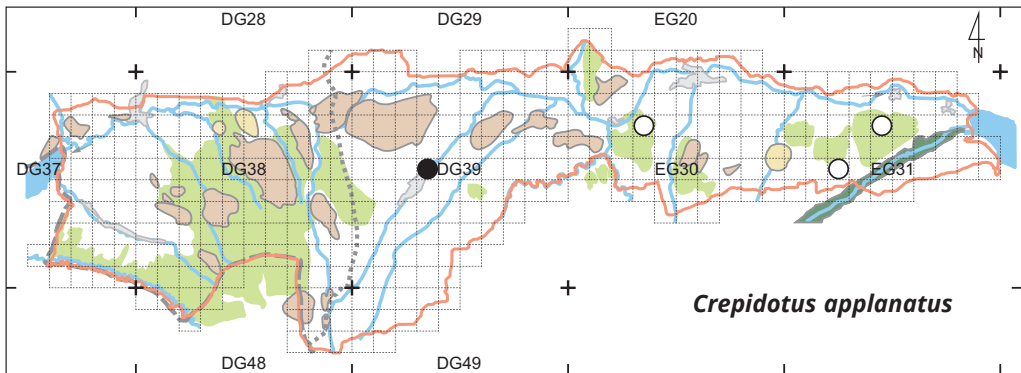 DG28 DG29 EG20
N
DG37 DG38 DG39 EG30 EG31
Crepidotus applanatus
DG48 DG49